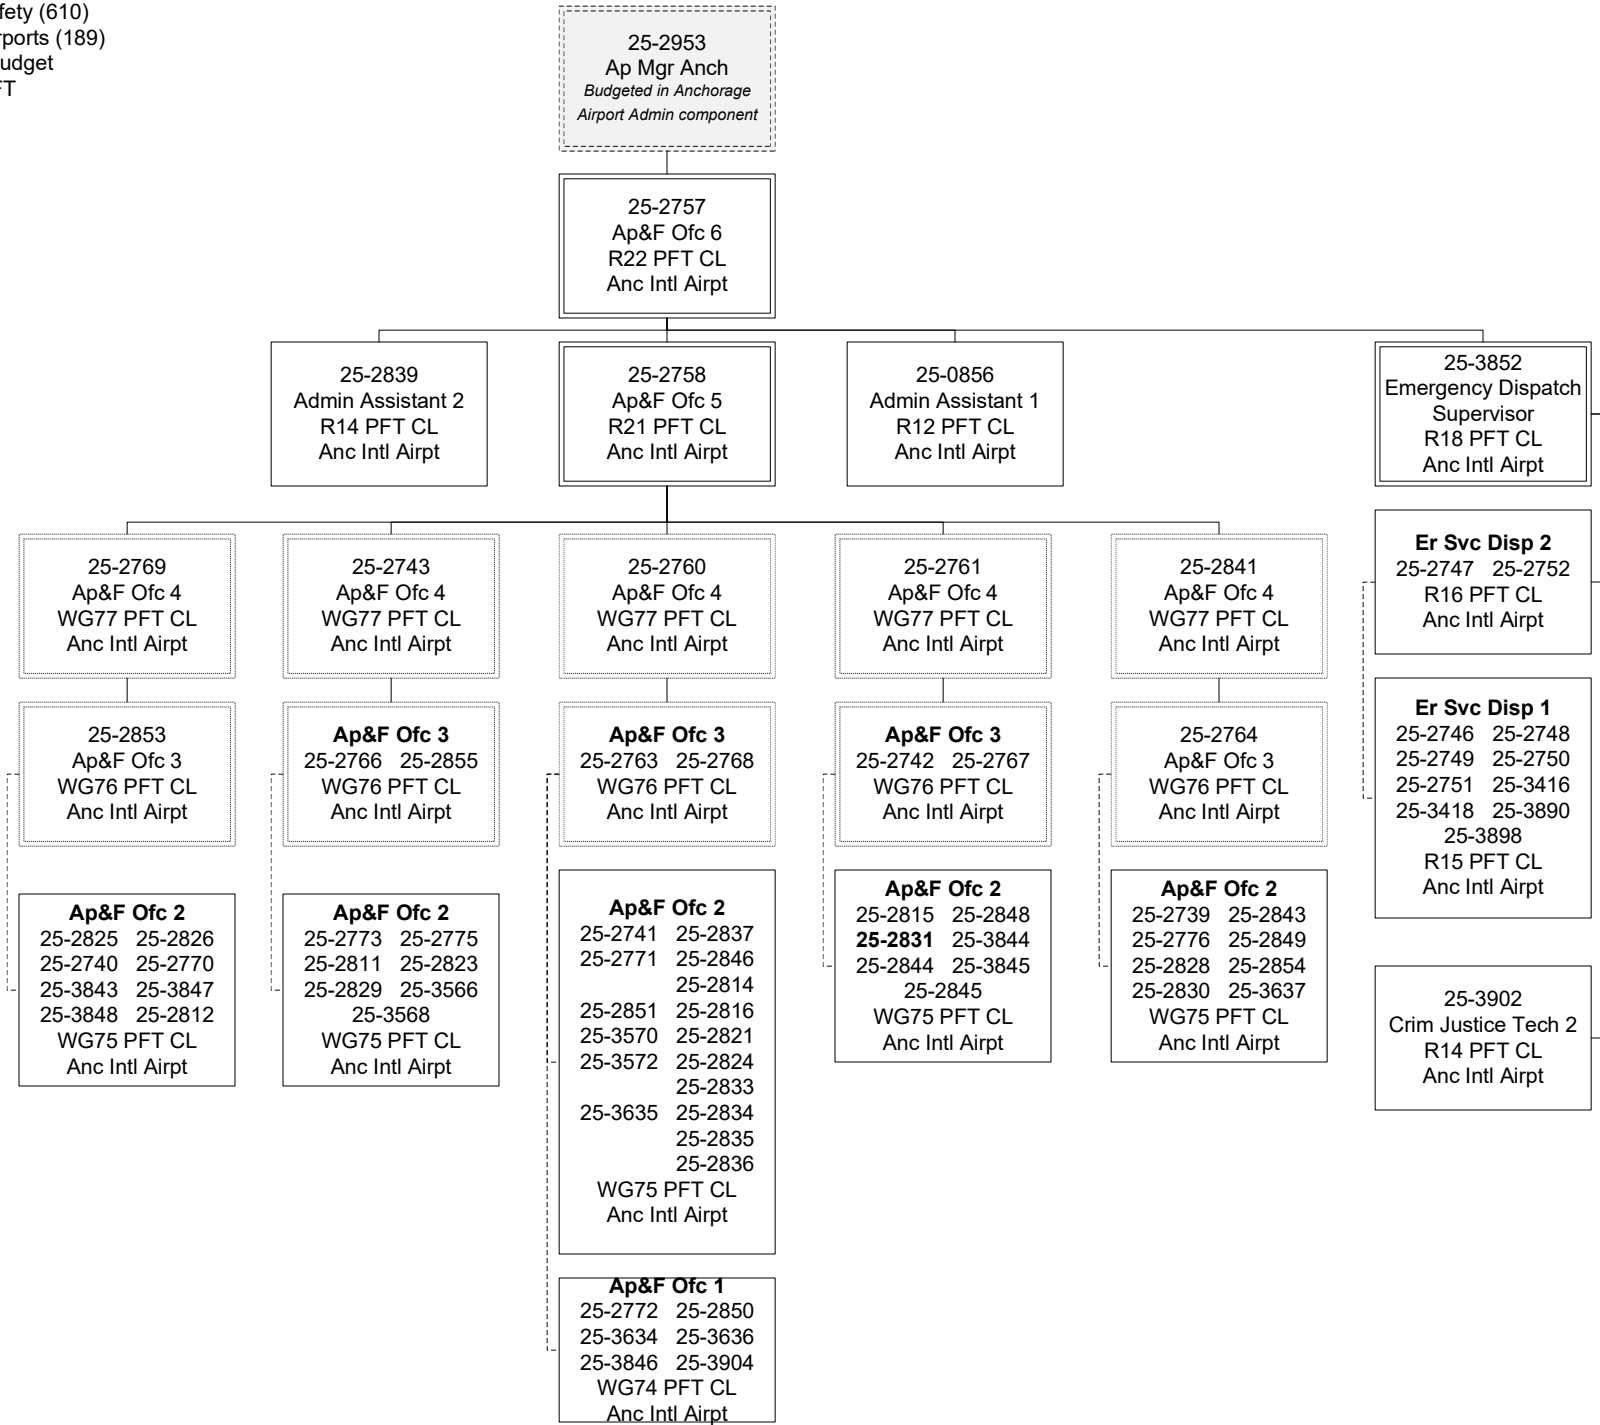 fety (610)
rports (189)
udget
FT
25-2953
Ap Mgr Anch
Budgeted in Anchorage
Airport Admin component
25-2757
Ap&F Ofc 6
R22 PFT CL
Anc Intl Airpt
25-2839
Admin Assistant 2
R14 PFT CL
Anc Intl Airpt
25-2758
Ap&F Ofc 5
R21 PFT CL
Anc Intl Airpt
25-0856
Admin Assistant 1
R12 PFT CL
Anc Intl Airpt
25-3852
Emergency Dispatch
Supervisor
R18 PFT CL
Anc Intl Airpt
25-2769
Ap&F Ofc 4
WG77 PFT CL
Anc Intl Airpt
25-2743
Ap&F Ofc 4
WG77 PFT CL
Anc Intl Airpt
25-2760
Ap&F Ofc 4
WG77 PFT CL
Anc Intl Airpt
25-2761
Ap&F Ofc 4
WG77 PFT CL
Anc Intl Airpt
25-2841
Ap&F Ofc 4
WG77 PFT CL
Anc Intl Airpt
Er Svc Disp 2
25-2747 25-2752
R16 PFT CL
Anc Intl Airpt
25-2853
Ap&F Ofc 3
WG76 PFT CL
Anc Intl Airpt
Ap&F Ofc 3
25-2766 25-2855
WG76 PFT CL
Anc Intl Airpt
Ap&F Ofc 3
25-2763 25-2768
WG76 PFT CL
Anc Intl Airpt
Ap&F Ofc 3
25-2742 25-2767
WG76 PFT CL
Anc Intl Airpt
25-2764
Ap&F Ofc 3
WG76 PFT CL
Anc Intl Airpt
Er Svc Disp 1
25-2746 25-2748
25-2749 25-2750
25-2751 25-3416
25-3418 25-3890
25-3898
R15 PFT CL
Anc Intl Airpt
Ap&F Ofc 2
25-2825 25-2826
25-2740 25-2770
25-3843 25-3847
25-3848 25-2812
WG75 PFT CL
Anc Intl Airpt
Ap&F Ofc 2
25-2773 25-2775
25-2811 25-2823
25-2829 25-3566
25-3568
WG75 PFT CL
Anc Intl Airpt
Ap&F Ofc 2
25-2741 25-2837
25-2771 25-2846
25-2814
25-2851 25-2816
25-3570 25-2821
25-3572 25-2824
25-2833
25-3635 25-2834
25-2835
25-2836
WG75 PFT CL
Anc Intl Airpt
Ap&F Ofc 2
25-2815 25-2848
25-2831 25-3844
25-2844 25-3845
25-2845
WG75 PFT CL
Anc Intl Airpt
Ap&F Ofc 2
25-2739 25-2843
25-2776 25-2849
25-2828 25-2854
25-2830 25-3637
WG75 PFT CL
Anc Intl Airpt
25-3902
Crim Justice Tech 2
R14 PFT CL
Anc Intl Airpt
Ap&F Ofc 1
25-2772 25-2850
25-3634 25-3636
25-3846 25-3904
WG74 PFT CL
Anc Intl Airpt